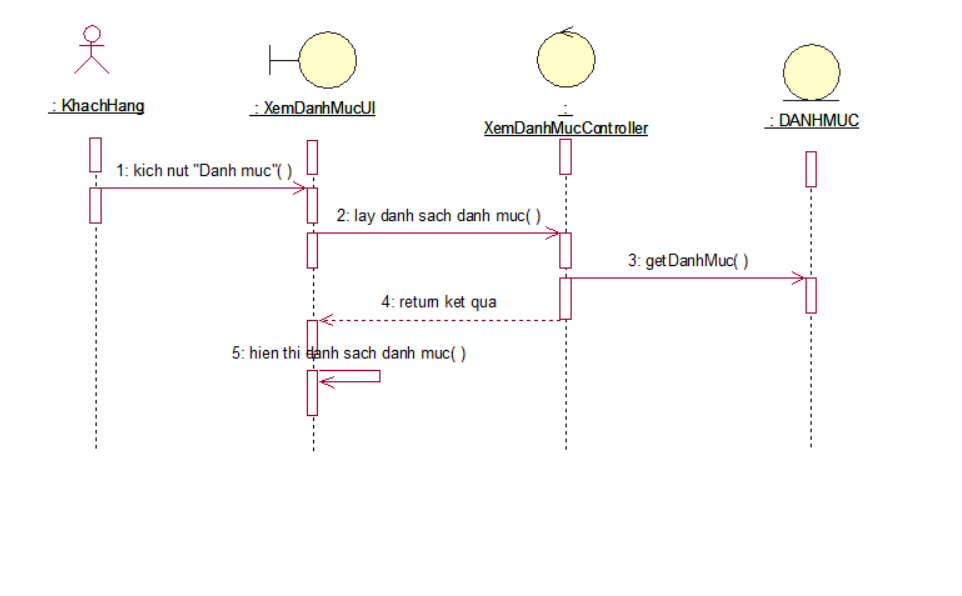 : KhachHang
: XemDanhMucUI
:
XemDanhMucController
: DANHMUC
1: kich nut "Danh muc"( )
2: lay danh sach danh muc( )
3: getDanhMuc( )
4: return ket qua
5: hien thi danh sach danh muc( )